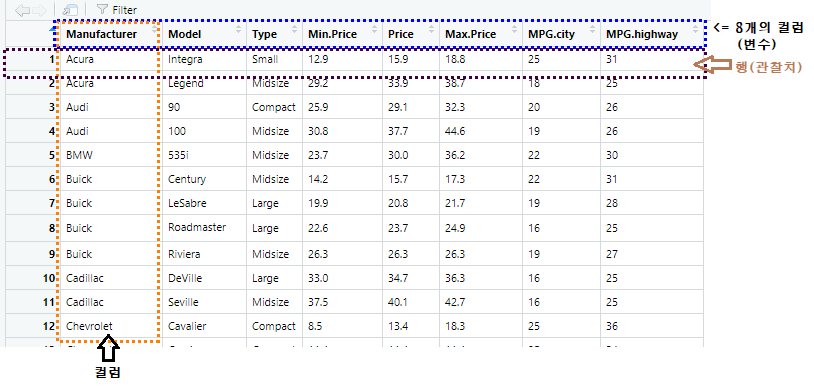 Filter
Manufacturer Model Type Min.Price Price Max.Price MPG.city MPG.highway
<= 8개의 컬럼
(변수)
1 Acura Integra Small 12.9 15.9 18.8 25 31
행(관찰치)
2 Acura Legend Midsize 29.2 33.9 38.7 18 25
3 Audi 90 Compact 25.9 29.1 32.3 20 26
4 Audi 100 Midsize 30.8 37.7 44.6 19 26
5 BMW 535i Midsize 23.7 30.0 36.2 22 30
6 Buick Century Midsize 14.2 15.7 17.3 22 31
7 Buick LeSabre Large 19.9 20.8 21.7 19 28
8 Buick Roadmaster Large 22.6 23.7 24.9 16 25
9 Buick Riviera Midsize 26.3 26.3 26.3 19 27
10 Cadillac DeVille Large 33.0 34.7 36.3 16 25
11 Cadillac Seville Midsize 37.5 40.1 42.7 16 25
12 Chevrolet Cavalier Compact 8.5 13.4 18.3 25 36
컬럼